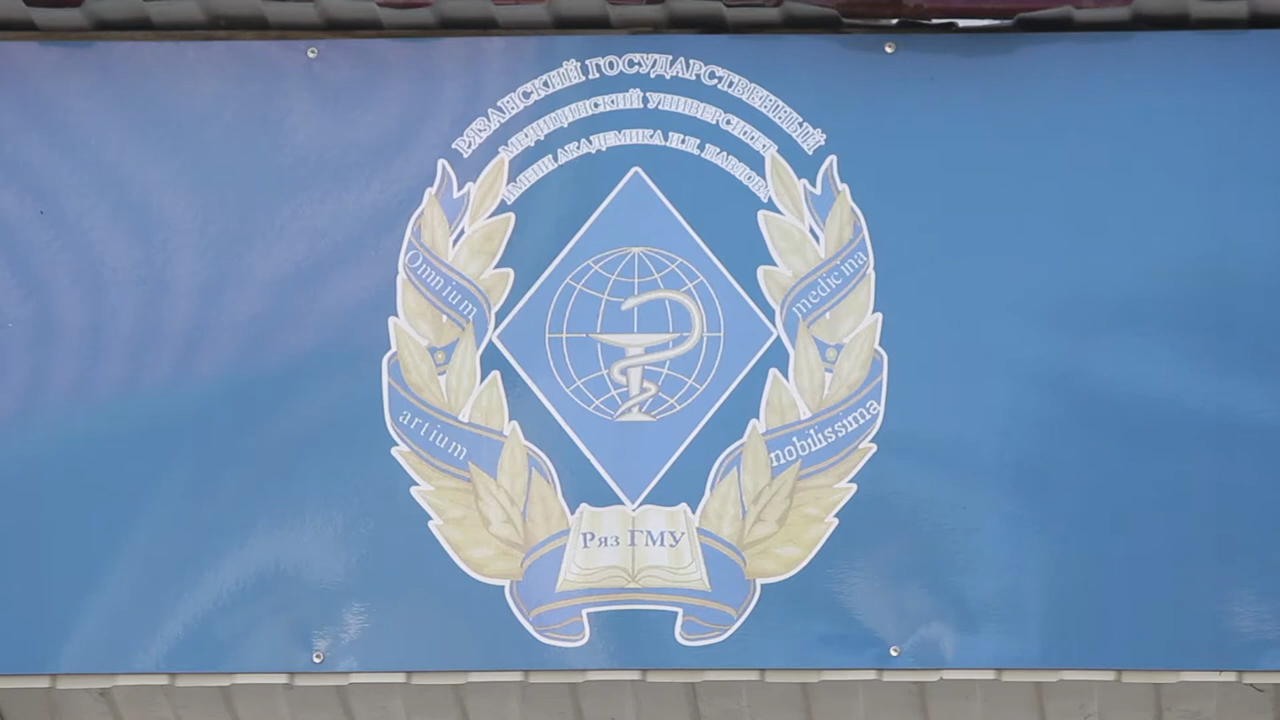 РЯЗАНСКИЙ ГОСУДАРСТВЕННЫЙ
МЕДИЦИНСКИЙ УНИВЕРСИТЕТ
ИМЕНИ АКАДЕМИКА И.П. ПАВЛОВА
Omnium
medicina
artium
nobilissima
Ряз ГМУ